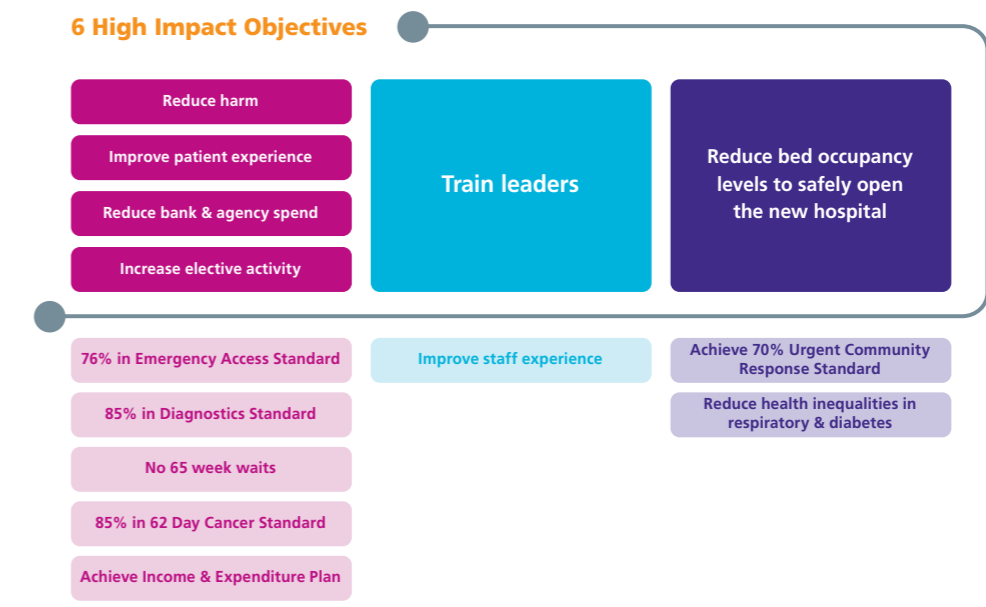 6 High Impact Objectives
Reduce harm
Improve patient experience
Reduce bank & agency spend
Increase elective activity
Train leaders
Reduce bed occupancy
levels to safely open
the new hospital
76% in Emergency Access Standard
85% in Diagnostics Standard
No 65 week waits
85% in 62 Day Cancer Standard
Achieve Income & Expenditure Plan
Improve staff experience
Achieve 70% Urgent Community
Response Standard
Reduce health inequalities in
respiratory & diabetes